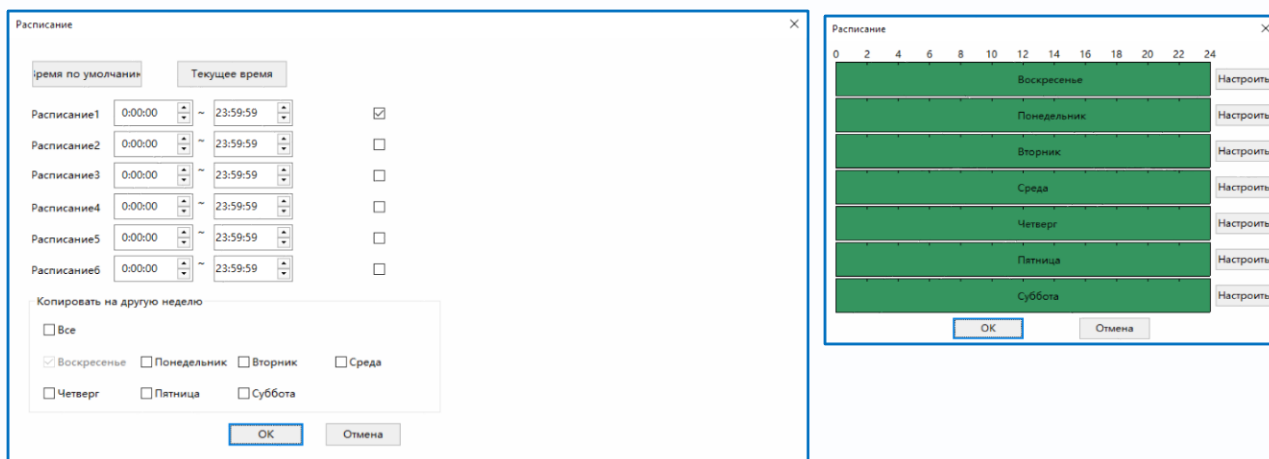 Расписание
ремя по умолчани
Текущее время
Расписание1 0:00:00 ~ 23:59:59
Расписание2 0:00:00 ~ 23:59:59
Расписание3 0:00:00 ~ 23:59:59
Расписание4 0:00:00 ~ 23:59:59
Расписание5 0:00:00 ~ 23:59:59
Расписание6 0:00:00 ~ 23:59:59
Копировать на другую неделю
Все
Воскресенье Понедельник Вторник Среда
Четверг Пятница Суббота
OK Отмена
Расписание
0 2 4 6 8 10 12 14 16 18 20 22 24
Воскресенье Настроить
Понедельник Настроить
Вторник Настроить
Среда Настроить
Четверг Настроить
Пятница Настроить
Суббота Настроить
OK Отмена